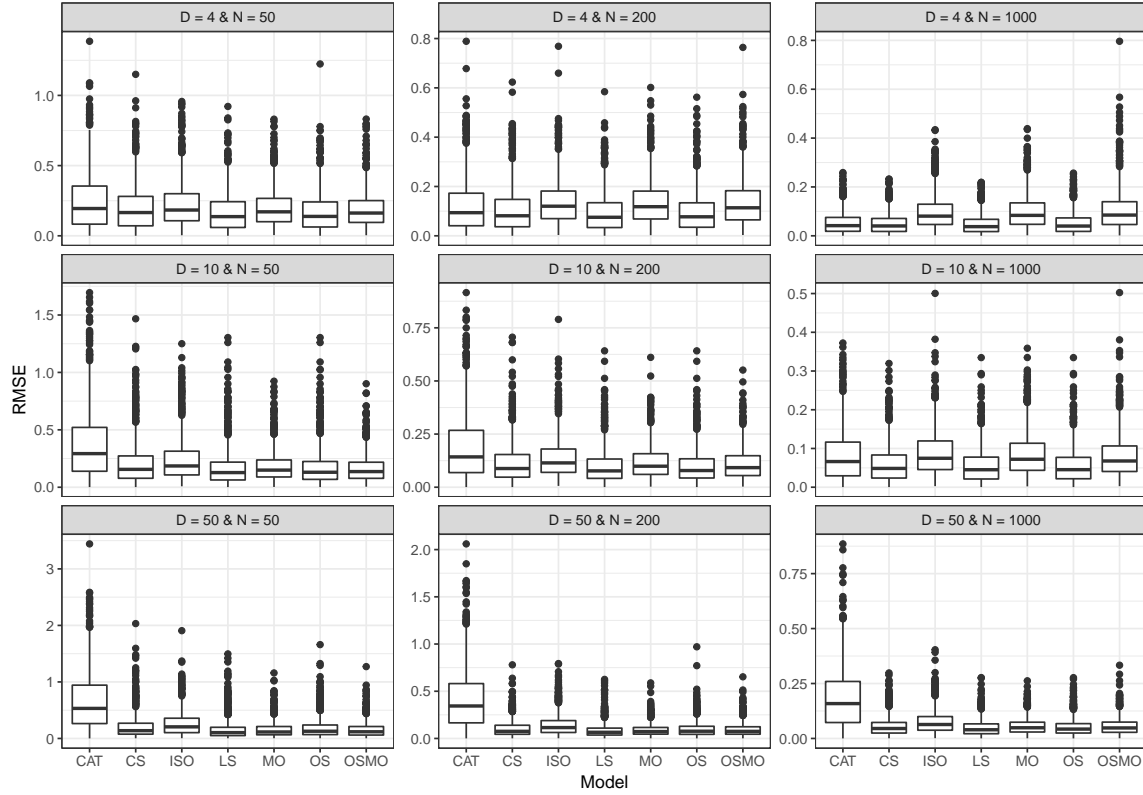 D = 4 & N = 50
D = 4 & N = 200
D = 4 & N = 1000
1.0
0.5
0.0
0.8
0.6
0.4
0.2
0.0
0.8
0.6
0.4
0.2
0.0
D = 10 & N = 50
D = 10 & N = 200
D = 10 & N = 1000
1.5
1.0
0.5
0.0
0.75
0.50
0.25
0.00
0.5
0.4
0.3
0.2
0.1
0.0
RMSE
D = 50 & N = 50
D = 50 & N = 200
D = 50 & N = 1000
3
2
1
0
2.0
1.5
1.0
0.5
0.0
0.75
0.50
0.25
0.00
CAT CS ISO LS MO OS OSMO
CAT CS ISO LS MO OS OSMO
CAT CS ISO LS MO OS OSMO
Model